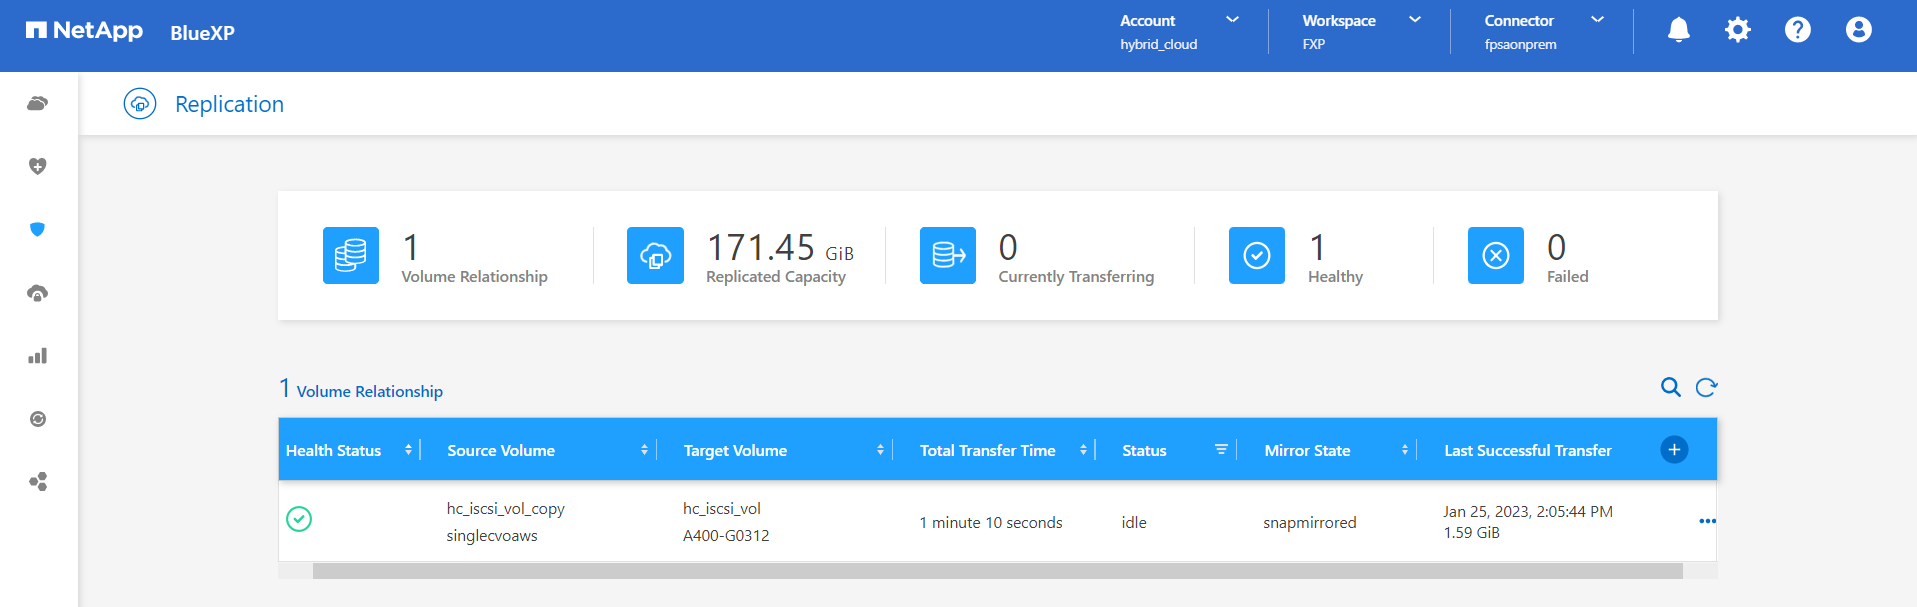 NetApp BlueXP
Account
hybrid_cloud
Workspace
FXP
Connector
fpsaonprem
Replication
1
Volume Relationship
171.45 GiB
Replicated Capacity
0
Currently Transferring
1
Healthy
0
Failed
1 Volume Relationship
Health Status Source Volume Target Volume Total Transfer Time Status Mirror State Last Successful Transfer
hc_iscsi_vol_copy
singlecvoaws
hc_iscsi_vol
A400-G0312
1 minute 10 seconds
idle
snapmirrored
Jan 25, 2023, 2:05:44 PM
1.59 GiB